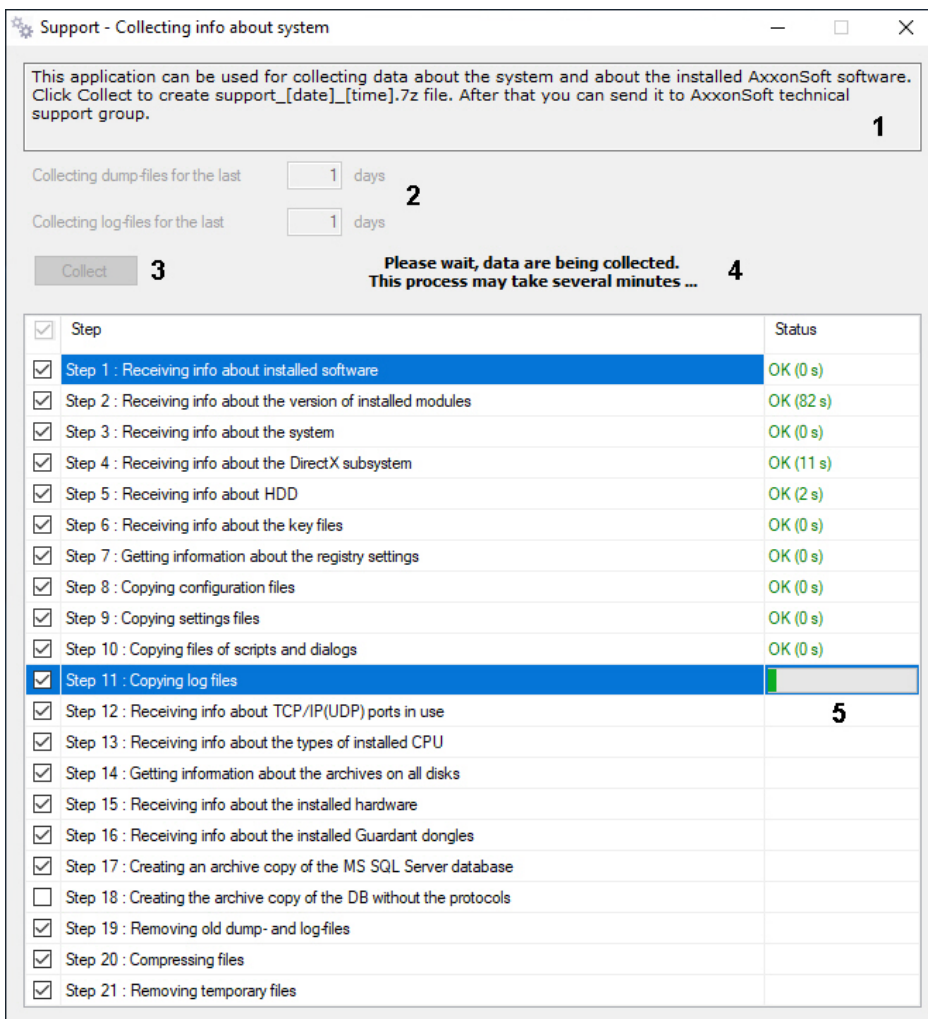 Support - Collecting info about system
This application can be used for collecting data about the system and about the installed AxxonSoft software.
Click Collect to create support_[date]_[time].7z file. After that you can send it to AxxonSoft technical
support group.
1
Collecting dump-files for the last 1 days
2
Collecting log-files for the last 1 days
Collect 3
Please wait, data are being collected.
This process may take several minutes ...
4
Step Status
Step 1 : Receiving info about installed software OK (0 s)
Step 2 : Receiving info about the version of installed modules OK (82 s)
Step 3 : Receiving info about the system OK (0 s)
Step 4 : Receiving info about the DirectX subsystem OK (11 s)
Step 5 : Receiving info about HDD OK (2 s)
Step 6 : Receiving info about the key files OK (0 s)
Step 7 : Getting information about the registry settings OK (0 s)
Step 8 : Copying configuration files OK (0 s)
Step 9 : Copying settings files OK (0 s)
Step 10 : Copying files of scripts and dialogs OK (0 s)
Step 11 : Copying log files
Step 12 : Receiving info about TCP/IP(UDP) ports in use 5
Step 13 : Receiving info about the types of installed CPU
Step 14 : Getting information about the archives on all disks
Step 15 : Receiving info about the installed hardware
Step 16 : Receiving info about the installed Guardant dongles
Step 17 : Creating an archive copy of the MS SQL Server database
Step 18 : Creating the archive copy of the DB without the protocols
Step 19 : Removing old dump- and log-files
Step 20 : Compressing files
Step 21 : Removing temporary files